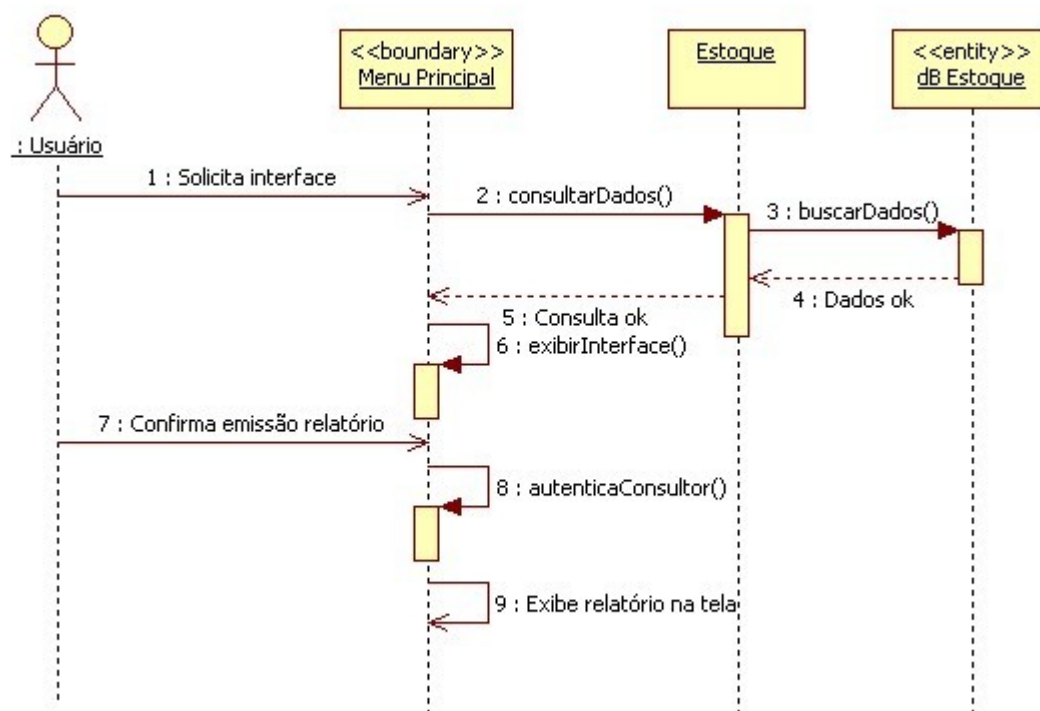 <<boundary>>
Menu Principal
Estoque
<<entity>>
dB Estoque
: Usuário
1 : Solicita interface
2 : consultarDados()
3 : buscarDados()
4 : Dados ok
5 : Consulta ok
6 : exibirInterface()
7 : Confirma emissão relatório
8 : autenticaConsultor()
9 : Exibe relatório na tela